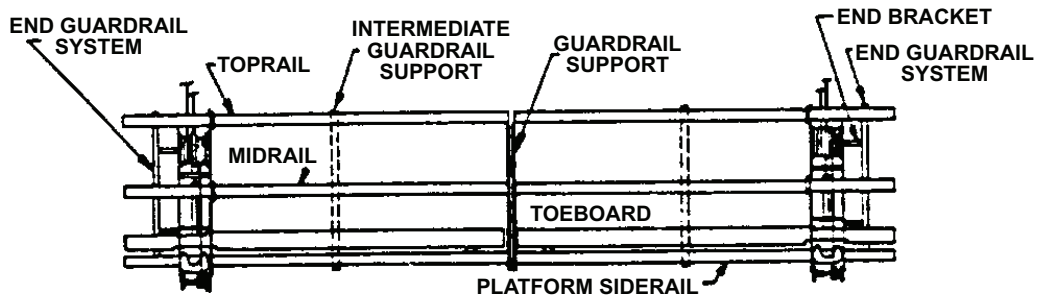 END GUARDRAIL
SYSTEM
TOPRAIL
INTERMEDIATE
GUARDRAIL
SUPPORT
GUARDRAIL
SUPPORT
END BRACKET
END GUARDRAIL
SYSTEM
MIDRAIL
TOEBOARD
PLATFORM SIDERAIL